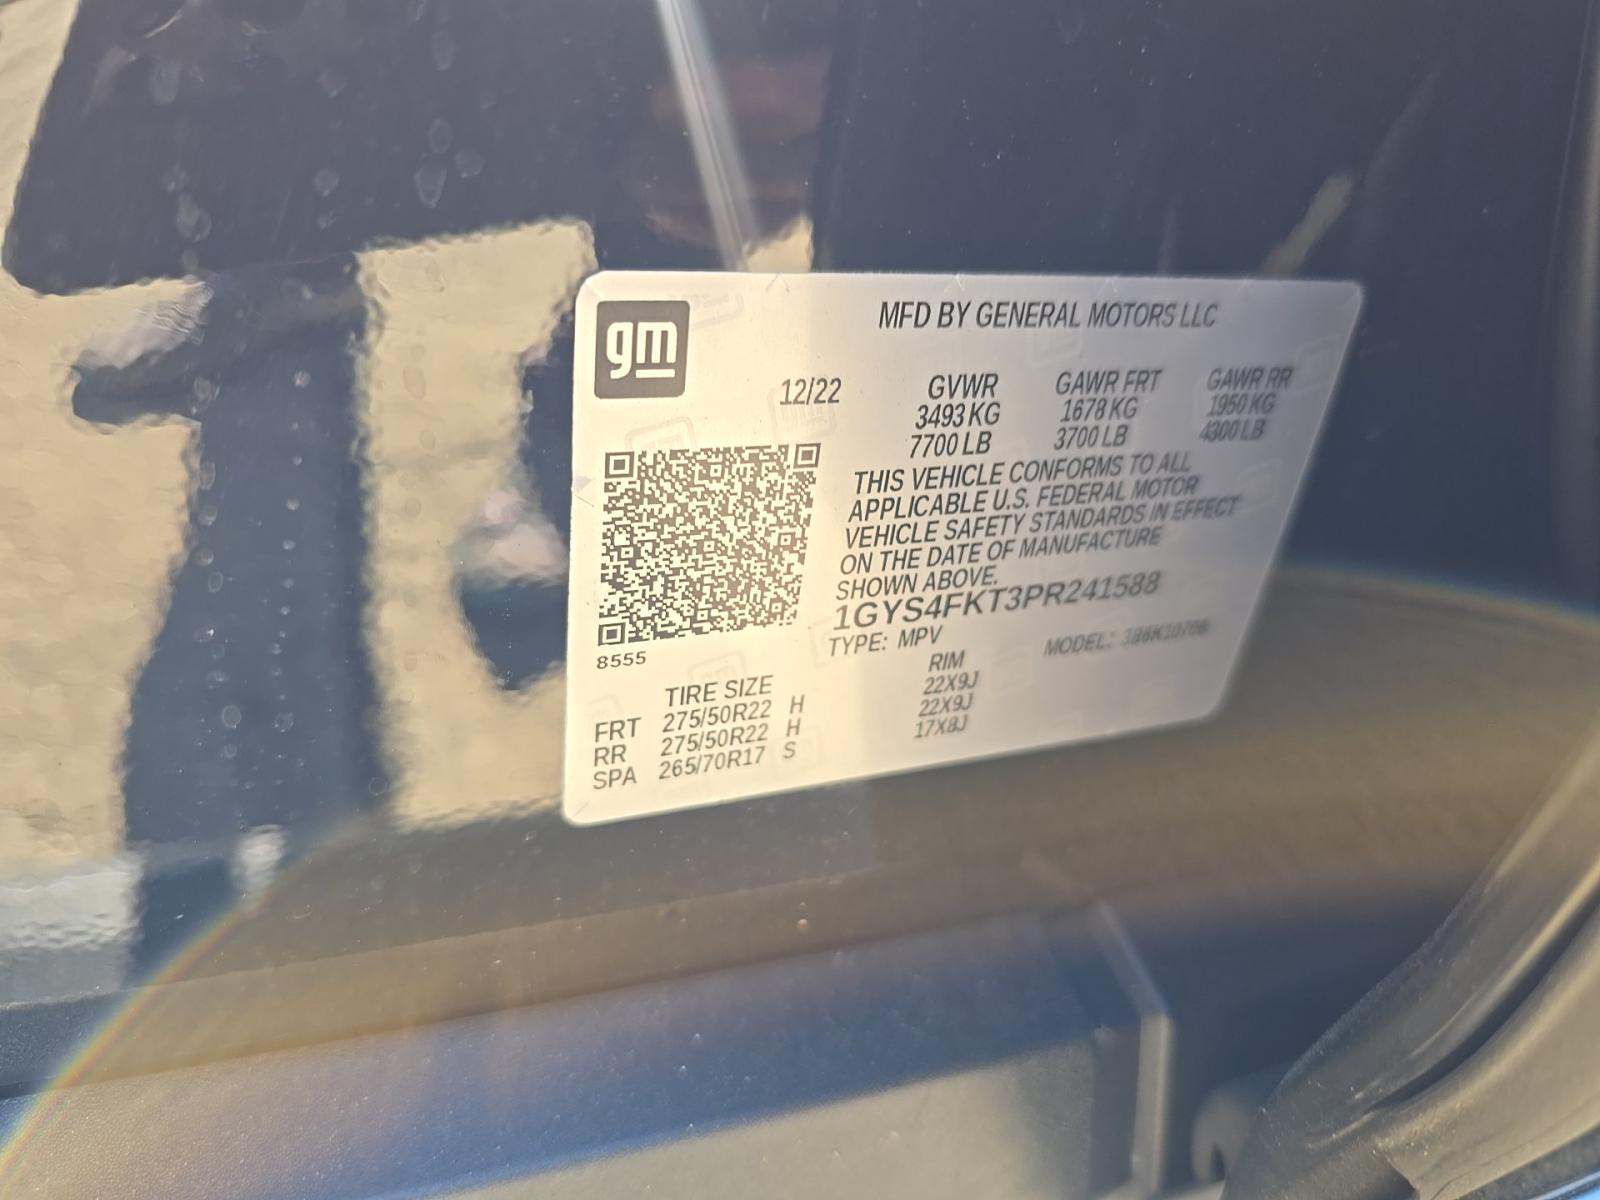 gm
MFD BY GENERAL MOTORS LLC
12/22 GVWR GAWR FRT GAWR RR
3493 KG 1678 KG 1950 KG
7700 LB 3700 LB 4300 LB
THIS VEHICLE CONFORMS TO ALL
APPLICABLE U.S. FEDERAL MOTOR
VEHICLE SAFETY STANDARDS IN EFFECT
ON THE DATE OF MANUFACTURE
SHOWN ABOVE.
1GYS4FKT3PR241588
TYPE: MPV MODEL:
8555
TIRE SIZE RIM
FRT 275/50R22 H 22X9J
RR 275/50R22 H 22X9J
SPA 265/70R17 S 17X8J